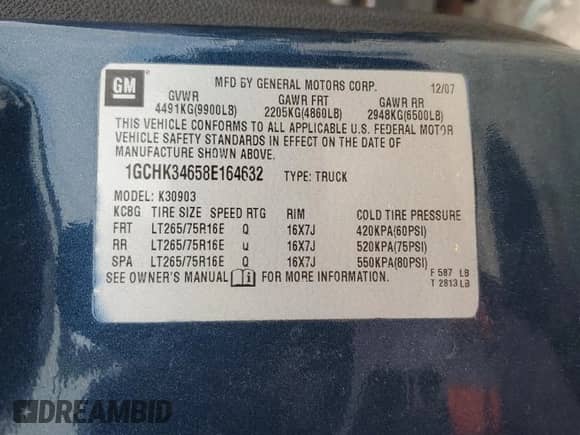 GM
MFD BY GENERAL MOTORS CORP. 12/07
GVWR GAWR FRT GAWR RR
4491KG(9900LB) 2205KG(4860LB) 2948KG(6500LB)
THIS VEHICLE CONFORMS TO ALL APPLICABLE U.S. FEDERAL MOTOR
VEHICLE SAFETY STANDARDS IN EFFECT ON THE DATE OF
MANUFACTURE SHOWN ABOVE.
1GCHK34658E164632 TYPE: TRUCK
MODEL: K30903
KC8G TIRE SIZE SPEED RTG RIM COLD TIRE PRESSURE
FRT LT265/75R16E Q 16X7J 420KPA(60PSI)
RR LT265/75R16E Q 16X7J 520KPA(75PSI)
SPA LT265/75R16E Q 16X7J 550KPA(80PSI)
SEE OWNER'S MANUAL FOR MORE INFORMATION. F 587 LB
T 2813 LB
DREAMBID